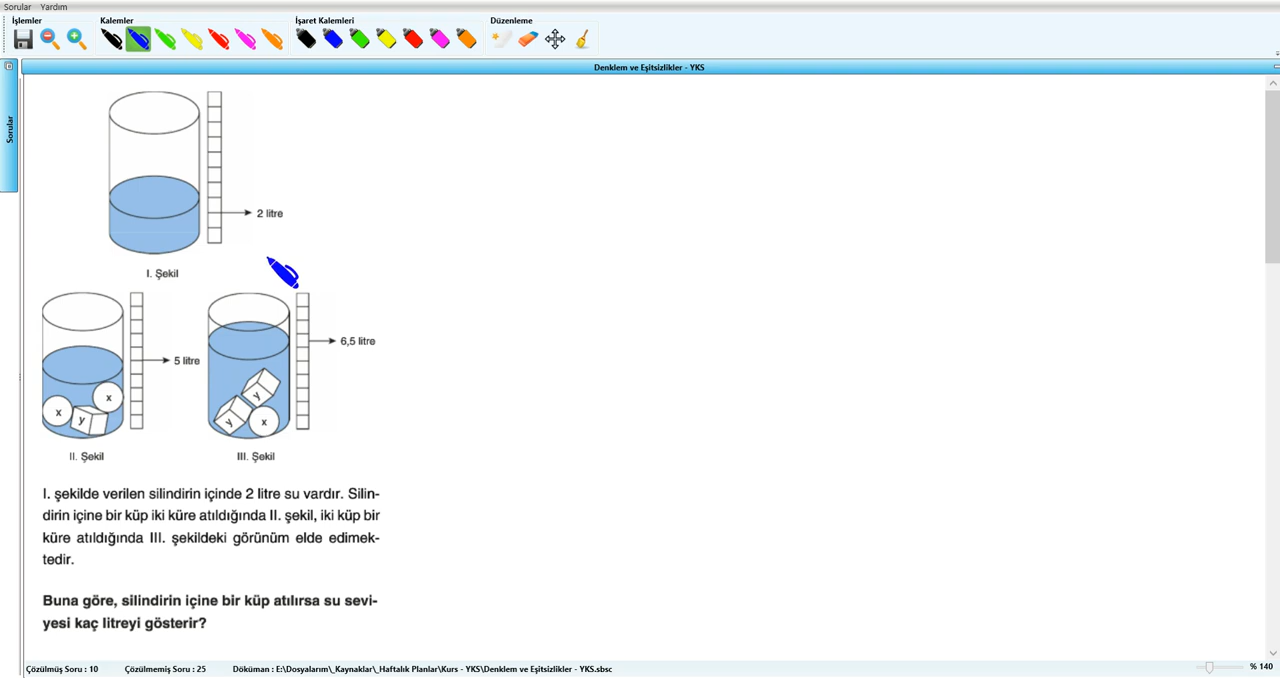 Sorular Yardım
İşlemler Kalemler İşaret Kalemleri Düzenleme
Denklem ve Eşitsizlikler - YKS
Sorular
2 litre
I. Şekil
5 litre
6,5 litre
x
x
y
y
y
x
II. Şekil
III. Şekil
I. şekilde verilen silindirin içinde 2 litre su vardır. Silin-
dirin içine bir küp iki küre atıldığında II. şekil, iki küp bir
küre atıldığında III. şekildeki görünüm elde edimek-
tedir.
Buna göre, silindirin içine bir küp atılırsa su sevi-
yesi kaç litreyi gösterir?
Çözülmüş Soru : 10 Çözülmemiş Soru : 25 Döküman : E:\Dosyalarım\_Kaynaklar\_Haftalık Planlar\Kurs - YKS\Denklem ve Eşitsizlikler - YKS.sbsc % 140